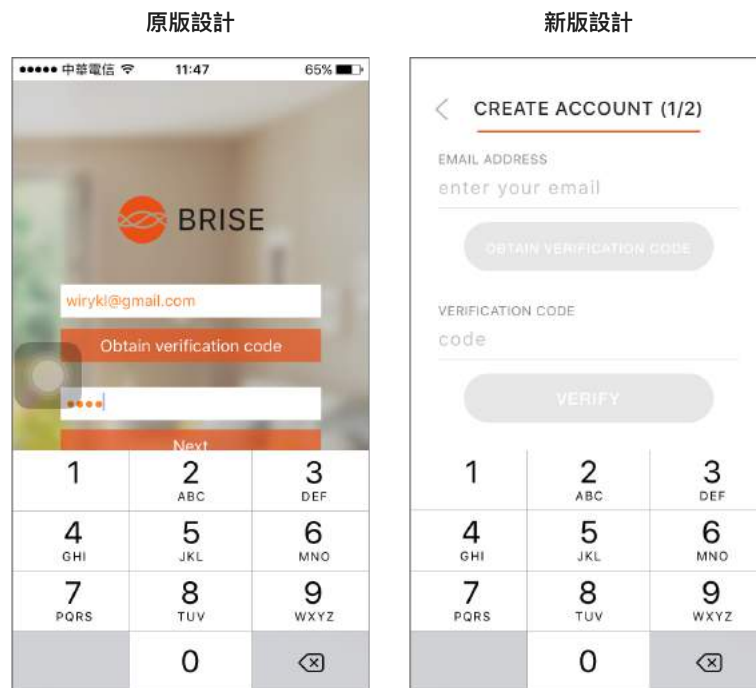 原版設計
中華電信 11:47 65%
BRISE
wirykl@gmail.com
Obtain verification code
Next
1 2 3
ABC DEF
4 5 6
GHI JKL MNO
7 8 9
PQRS TUV WXYZ
0
新版設計
CREATE ACCOUNT (1/2)
EMAIL ADDRESS
enter your email
OBTAIN VERIFICATION CODE
VERIFICATION CODE
code
VERIFY
1 2 3
ABC DEF
4 5 6
GHI JKL MNO
7 8 9
PQRS TUV WXYZ
0